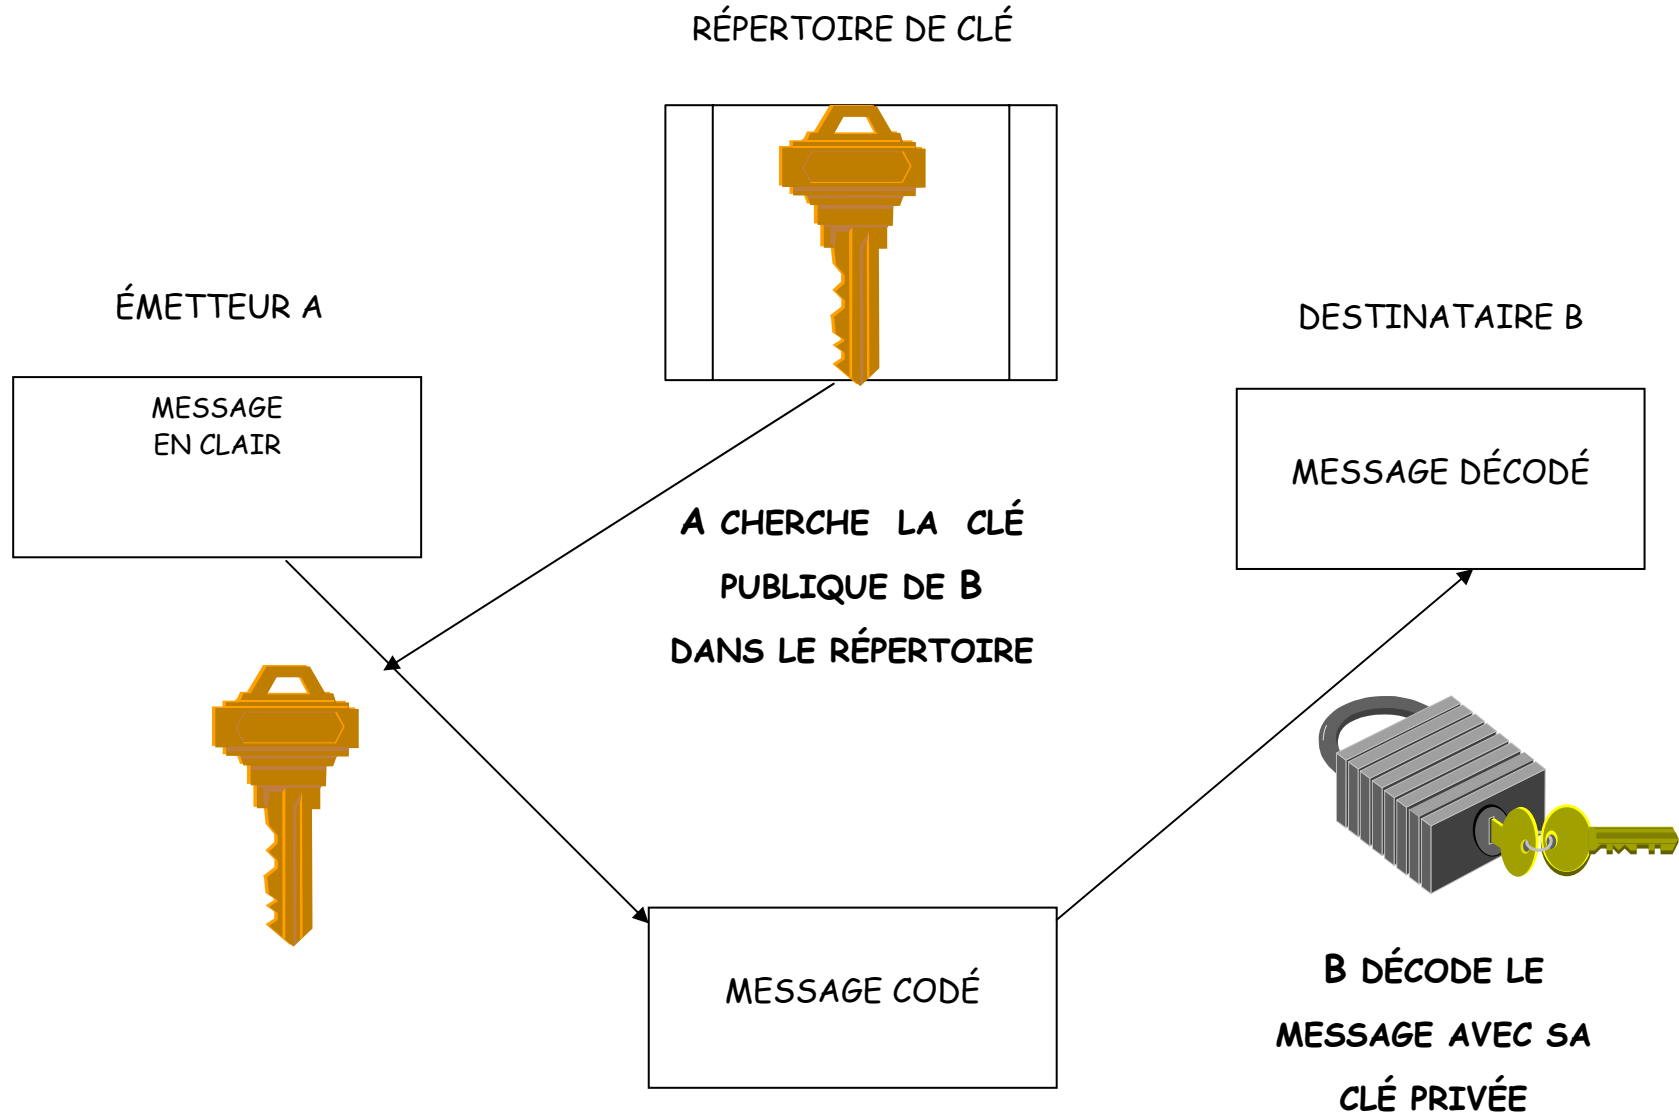 RÉPERTOIRE DE CLÉ
ÉMETTEUR A
MESSAGE
EN CLAIR
A CHERCHE LA CLÉ
PUBLIQUE DE B
DANS LE RÉPERTOIRE
MESSAGE CODÉ
DESTINATAIRE B
MESSAGE DÉCODÉ
B DÉCODE LE
MESSAGE AVEC SA
CLÉ PRIVÉE